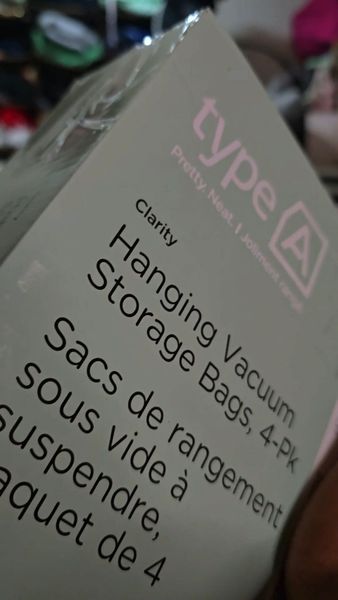 type A
Pretty. Neat. | Joliment rangé.
Clarity
Hanging Vacuum
Storage Bags, 4-Pk
Sacs de rangement
sous vide à
suspendre,
aquet de 4